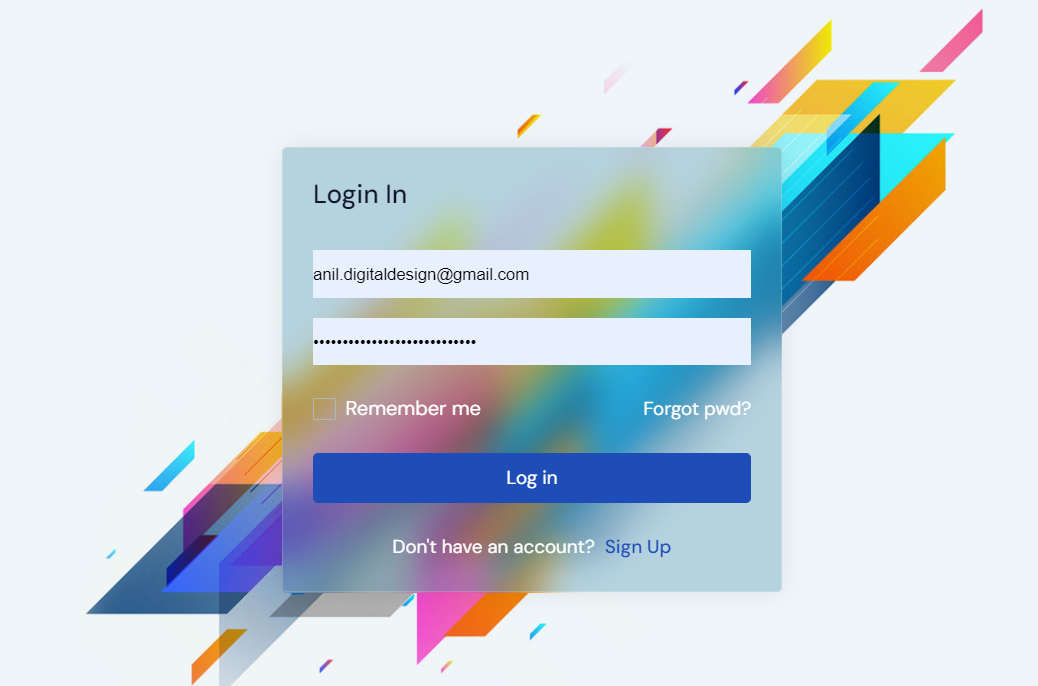 Login In
anil.digitaldesign@gmail.com
••••••••••••••••••••••••••••
Remember me
Forgot pwd?
Log in
Don't have an account? Sign Up